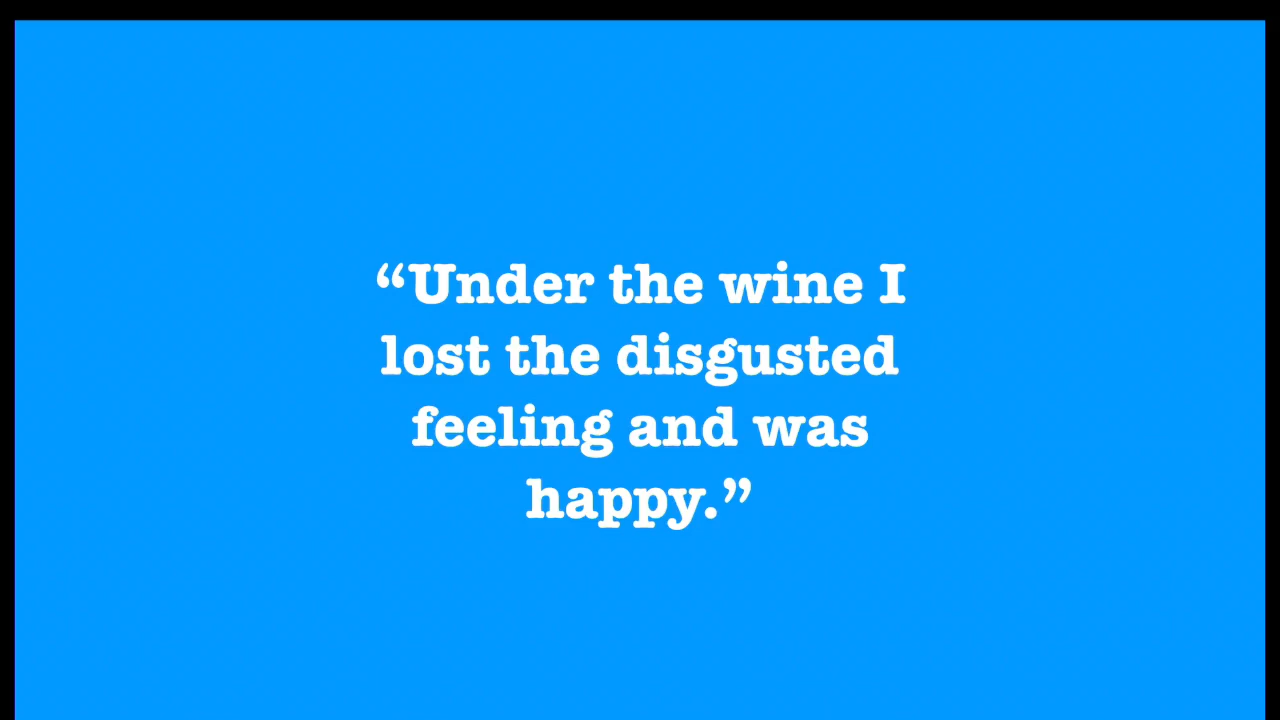 “Under the wine I
lost the disgusted
feeling and was
happy.”